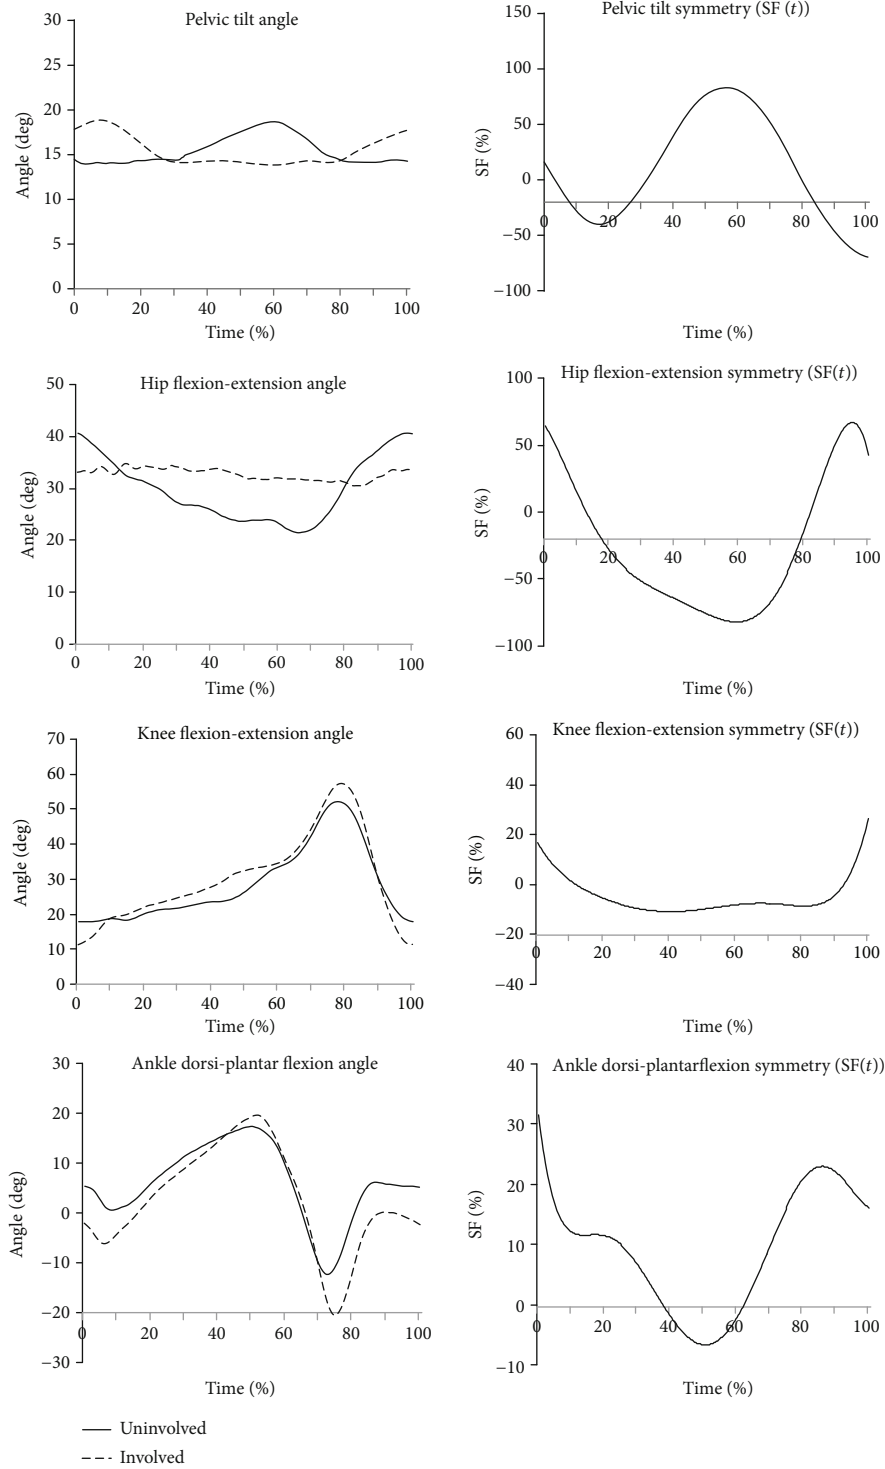 Pelvic tilt angle
30
25
20
15
10
5
0
Angle (deg)
0 20 40 60 80 100
Time (%)
Pelvic tilt symmetry (SF (t))
150
100
50
0
−50
−100
SF (%)
0 20 40 60 80 100
Time (%)
Hip flexion-extension angle
50
40
30
20
10
0
Angle (deg)
0 20 40 60 80 100
Time (%)
Hip flexion-extension symmetry (SF(t))
100
50
0
−50
−100
SF (%)
0 20 40 60 80 100
Time (%)
Knee flexion-extension angle
70
60
50
40
30
20
10
0
Angle (deg)
0 20 40 60 80 100
Time (%)
Knee flexion-extension symmetry (SF(t))
60
40
20
0
−20
−40
SF (%)
0 20 40 60 80 100
Time (%)
Ankle dorsi-plantar flexion angle
30
20
10
0
−10
−20
−30
Angle (deg)
0 20 40 60 80 100
Time (%)
Ankle dorsi-plantarflexion symmetry (SF(t))
40
30
20
10
0
−10
SF (%)
0 20 40 60 80 100
Time (%)
Uninvolved
Involved